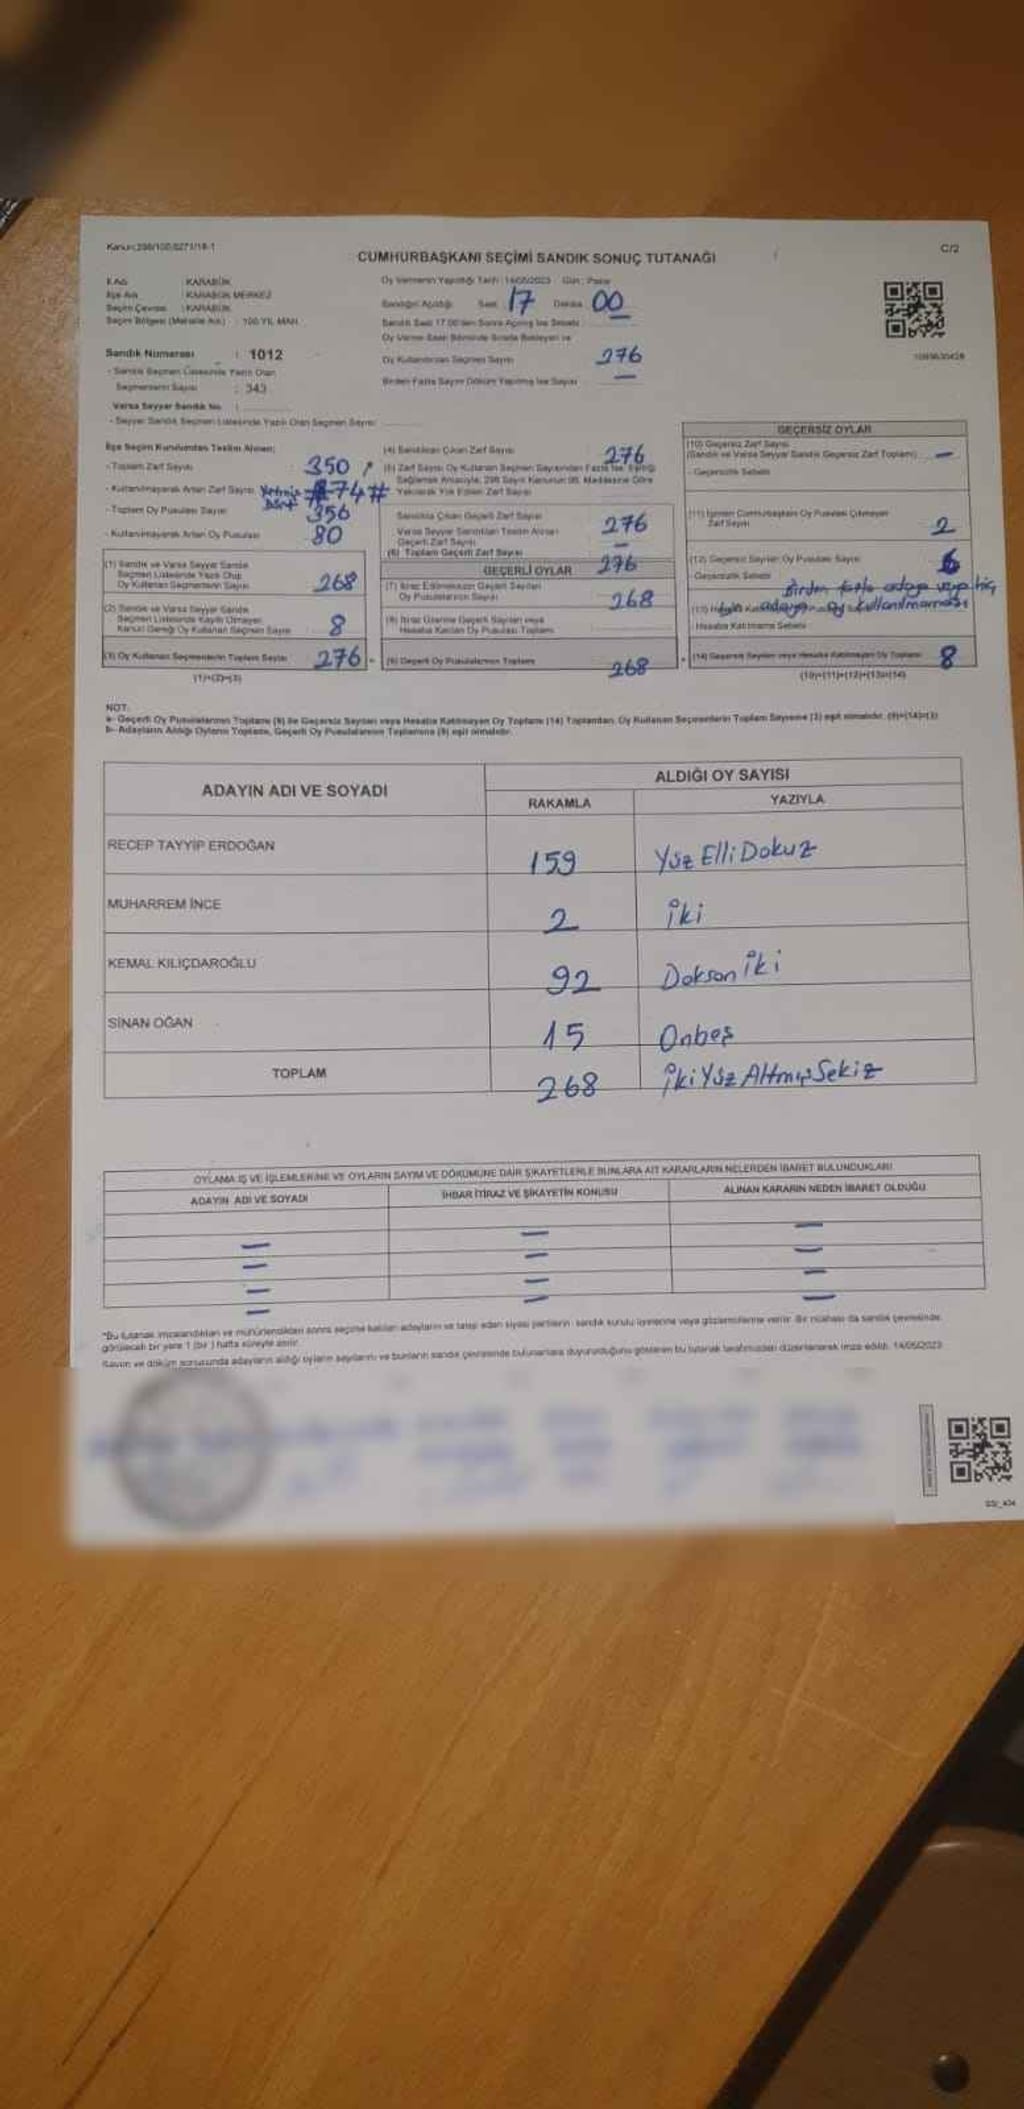 Kanun:298/100,6271/18-1
C/2
CUMHURBAŞKANI SEÇİMİ SANDIK SONUÇ TUTANAĞI
İl Adı : KARABÜK
İlçe Adı : KARABÜK MERKEZ
Seçim Çevresi : KARABÜK
Seçim Bölgesi (Mahalle Adı) : 100.YIL MAH.
Sandık Numarası : 1012
- Sandık Seçmen Listesinde Yazılı Olan
Seçmenlerin Sayısı : 343
Varsa Seyyar Sandık No :
- Seyyar Sandık Seçmen Listesinde Yazılı Olan Seçmen Sayısı:
Oy Vermenin Yapıldığı Tarih : 14/05/2023 Gün : Pazar
Sandığın Açıldığı Saat : 17 Dakika : 00
Sandık Saat 17.00'den Sonra Açılmış İse Sebebi : —
Oy Verme Saati Bitiminde Sırada Bekleyen ve
Oy Kullandırılan Seçmen Sayısı 276
Birden Fazla Sayım Döküm Yapılmış İse Sayısı —
İlçe Seçim Kurulundan Teslim Alınan;
- Toplam Zarf Sayısı 350
- Kullanılmayarak Artan Zarf Sayısı Yetmiş Dört #74#
- Toplam Oy Pusulası Sayısı 356
- Kullanılmayarak Artan Oy Pusulası 80
(1) Sandık ve Varsa Seyyar Sandık
Seçmen Listesinde Yazılı Olup
Oy Kullanan Seçmenlerin Sayısı 268
(2) Sandık ve Varsa Seyyar Sandık
Seçmen Listesinde Kayıtlı Olmayan
Kanun Gereği Oy Kullanan Seçmen Sayısı 8
(3) Oy Kullanan Seçmenlerin Toplam Sayısı 276
(1)+(2)=(3)
(4) Sandıktan Çıkan Zarf Sayısı 276
(5) Zarf Sayısı Oy Kullanan Seçmen Sayısından Fazla İse, Eşitliği
Sağlamak Amacıyla, 298 Sayılı Kanunun 98. Maddesine Göre
Yakılarak Yok Edilen Zarf Sayısı
Sandıkta Çıkan Geçerli Zarf Sayısı 276
Varsa Seyyar Sandıktan Teslim Alınan
Geçerli Zarf Sayısı —
(6) Toplam Geçerli Zarf Sayısı 276
GEÇERLİ OYLAR
(7) İtiraz Edilmeksizin Geçerli Sayılan
Oy Pusulalarının Sayısı 268
(8) İtiraz Üzerine Geçerli Sayılan veya
Hesaba Katılan Oy Pusulası Toplamı
(9) Geçerli Oy Pusulalarının Toplamı 268
GEÇERSİZ OYLAR
(10) Geçersiz Zarf Sayısı
(Sandık ve Varsa Seyyar Sandık Geçersiz Zarf Toplamı) —
- Geçersizlik Sebebi
(11) İçinden Cumhurbaşkanı Oy Pusulası Çıkmayan
Zarf Sayısı 2
(12) Geçersiz Sayılan Oy Pusulası Sayısı 6
- Geçersizlik Sebebi Birden fazla adaya veya hiç
adaya oy kullanılmaması
Hesaba Katılmama Sebebi
(14) Geçersiz Sayılan veya Hesaba Katılmayan Oy Toplamı 8
(10)+(11)+(12)+(13)=(14)
NOT:
a- Geçerli Oy Pusulalarının Toplamı (9) ile Geçersiz Sayılan veya Hesaba Katılmayan Oy Toplamı (14) Toplamları, Oy Kullanan Seçmenlerin Toplam Sayısına (3) eşit olmalıdır. (9)+(14)=(3)
b- Adayların Aldığı Oyların Toplamı, Geçerli Oy Pusulalarının Toplamına (9) eşit olmalıdır.
ADAYIN ADI VE SOYADI
ALDIĞI OY SAYISI
RAKAMLA YAZIYLA
RECEP TAYYİP ERDOĞAN 159 Yüz Elli Dokuz
MUHARREM İNCE 2 iki
KEMAL KILIÇDAROĞLU 92 Doksan iki
SİNAN OĞAN 15 Onbeş
TOPLAM 268 iki Yüz Altmış Sekiz
OYLAMA İŞ VE İŞLEMLERİNE VE OYLARIN SAYIM VE DÖKÜMÜNE DAİR ŞİKAYETLERLE BUNLARA AİT KARARLARIN NELERDEN İBARET BULUNDUKLARI
ADAYIN ADI VE SOYADI İHBAR İTİRAZ VE ŞİKAYETİN KONUSU ALINAN KARARIN NEDEN İBARET OLDUĞU
— — —
— — —
— — —
— — —
*Bu tutanak imzalandıktan ve mühürlendikten sonra seçime katılan adayların ve talep eden siyasi partilerin sandık kurulu üyelerine veya gözlemcilerine verilir. Bir nüshası da sandık çevresinde
görülecek bir yere 1 (bir) hafta süreyle asılır.
Sayım ve döküm sonucunda adayların aldığı oyların sayılarını ve bunların sandık çevresinde bulunanlara duyurulduğunu gösteren bu tutanak tarafımızdan düzenlenerek imza edildi. 14/05/2023